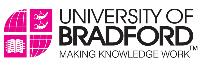 UNIVERSITY OF
BRADFORD
MAKING KNOWLEDGE WORK™